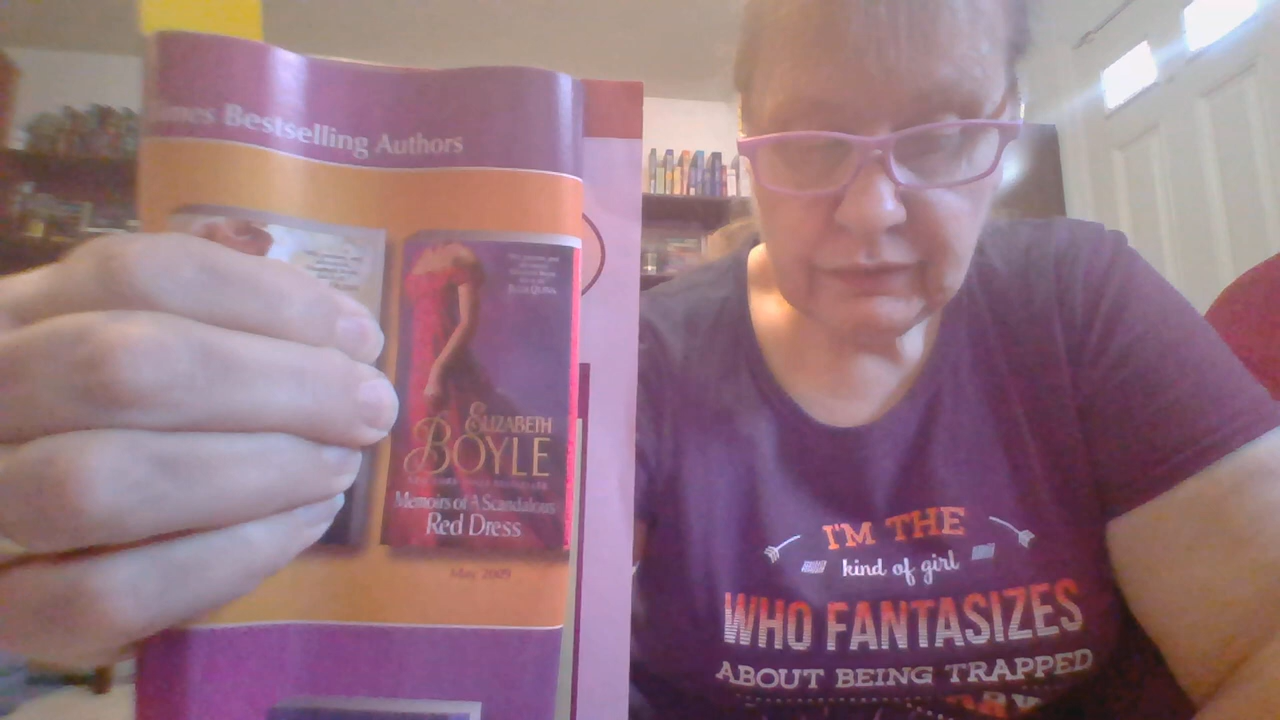 Bestselling Authors
ELIZABETH
BOYLE
Memoirs of A Scandalous
Red Dress
May 2009
I'M THE
kind of girl
WHO FANTASIZES
ABOUT BEING TRAPPED